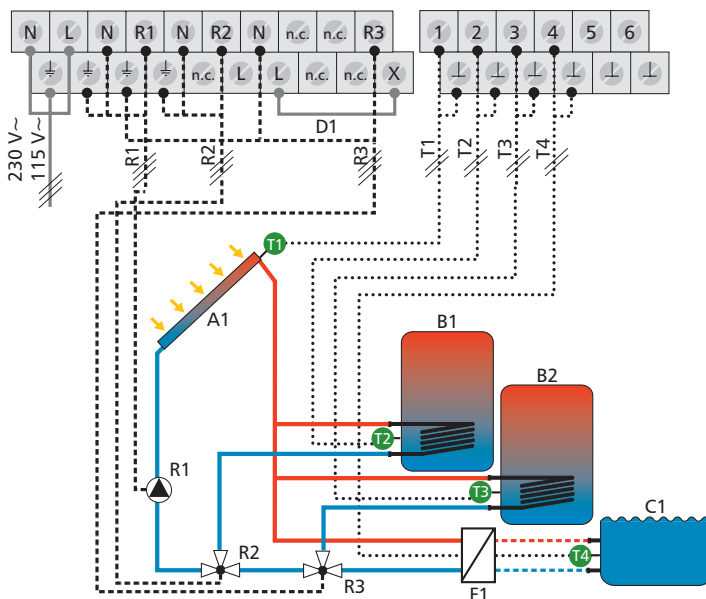 N L N R1 N R2 N n.c. n.c. R3
1 2 3 4 5 6
n.c. L L n.c. n.c. X
D1
230 V~
115 V~
R1
R2
R3
T1
T2
T3
T4
T1
A1
B1
B2
T2
T3
R1
C1
R2
T4
R3
F1